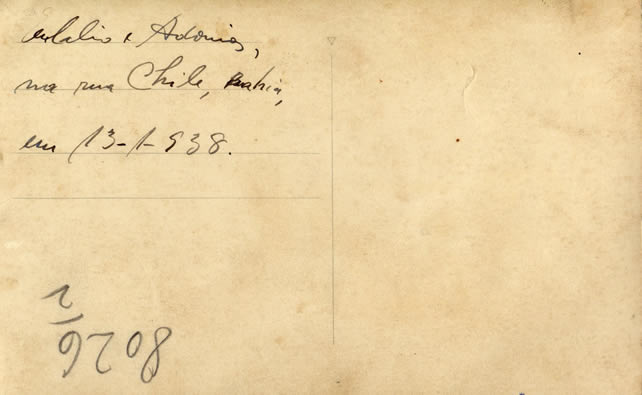 e Adonias,
na rua Chile, Bahia,
em 13-1-938.